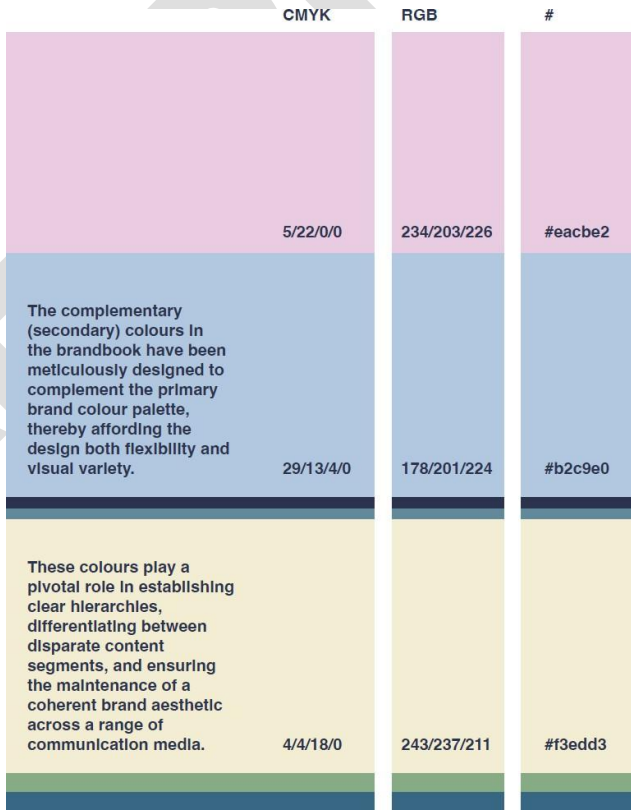 CMYK RGB #
5/22/0/0 234/203/226 #eacbe2
The complementary
(secondary) colours in
the brandbook have been
meticulously designed to
complement the primary
brand colour palette,
thereby affording the
design both flexibility and
visual variety. 29/13/4/0 178/201/224 #b2c9e0
These colours play a
pivotal role in establishing
clear hierarchies,
differentiating between
disparate content
segments, and ensuring
the maintenance of a
coherent brand aesthetic
across a range of
communication media. 4/4/18/0 243/237/211 #f3edd3